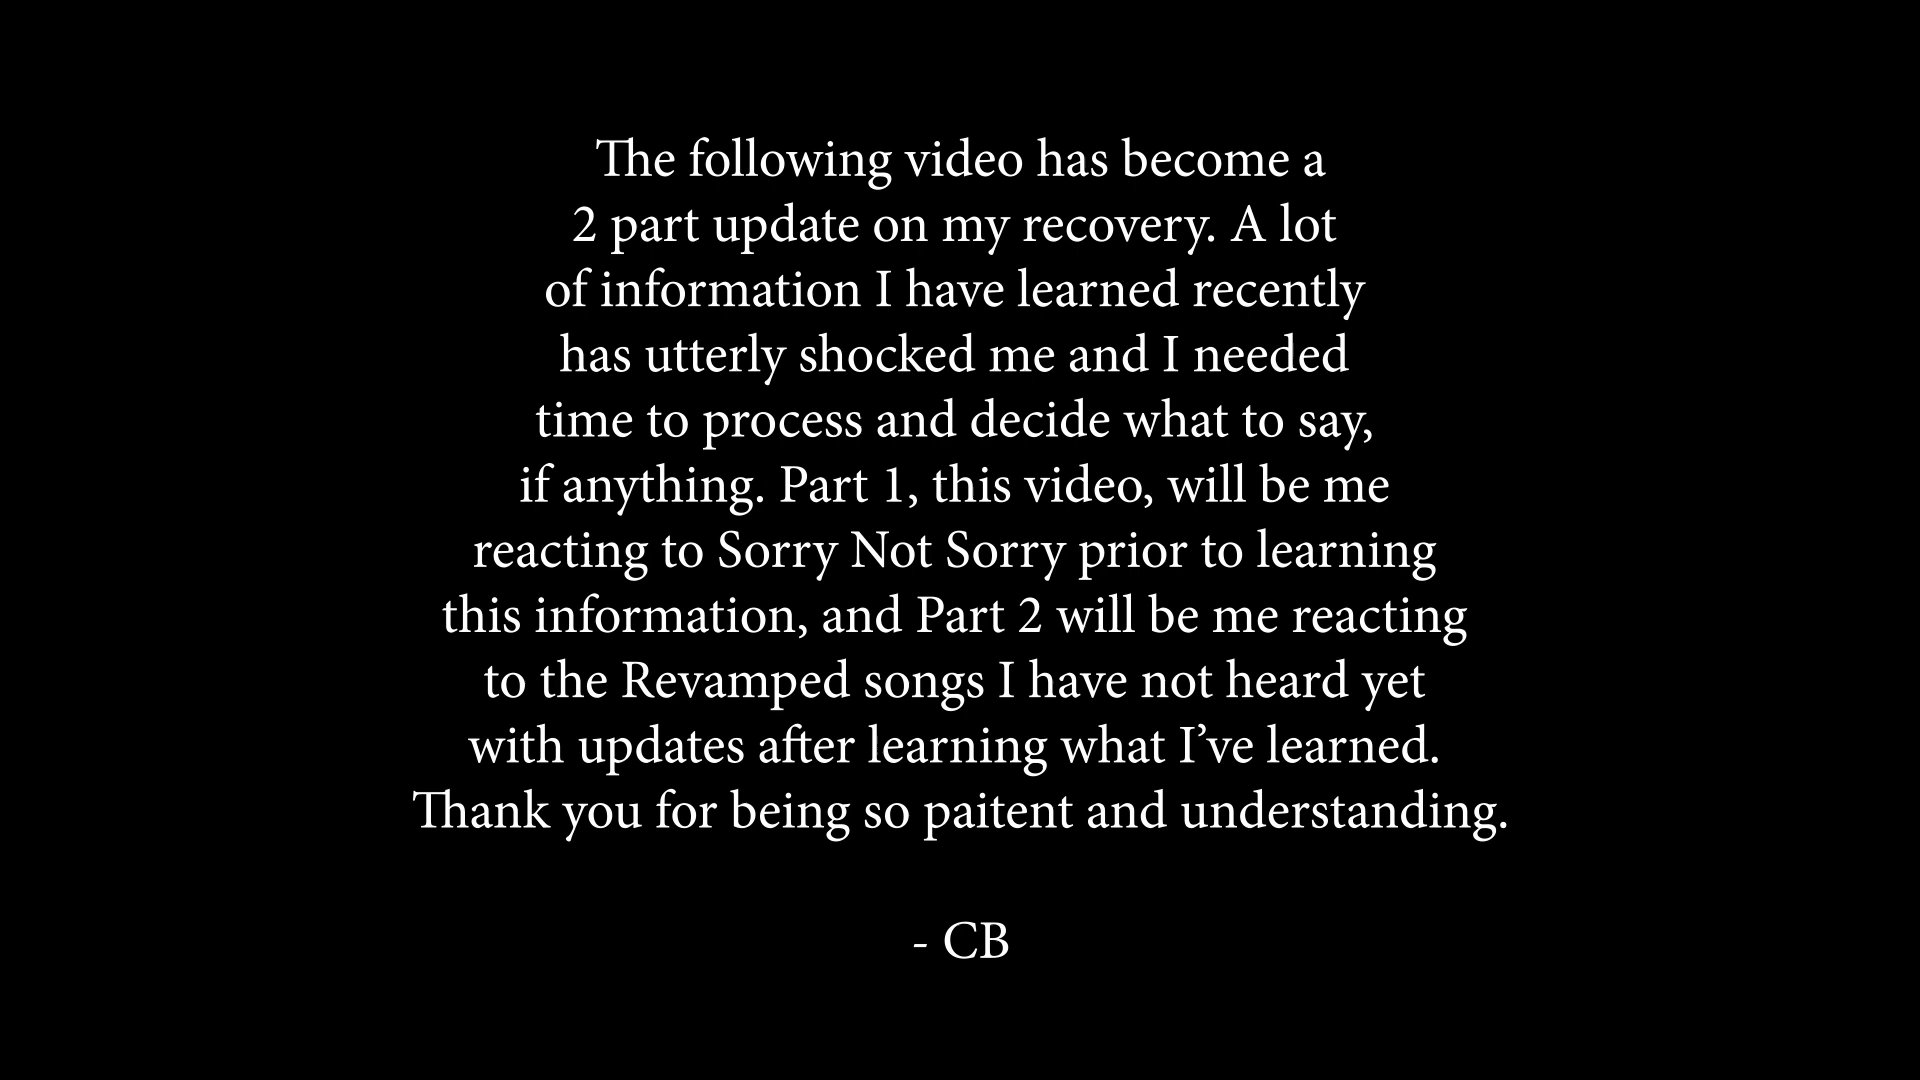 The following video has become a
2 part update on my recovery. A lot
of information I have learned recently
has utterly shocked me and I needed
time to process and decide what to say,
if anything. Part 1, this video, will be me
reacting to Sorry Not Sorry prior to learning
this information, and Part 2 will be me reacting
to the Revamped songs I have not heard yet
with updates after learning what I’ve learned.
Thank you for being so paitent and understanding.
- CB